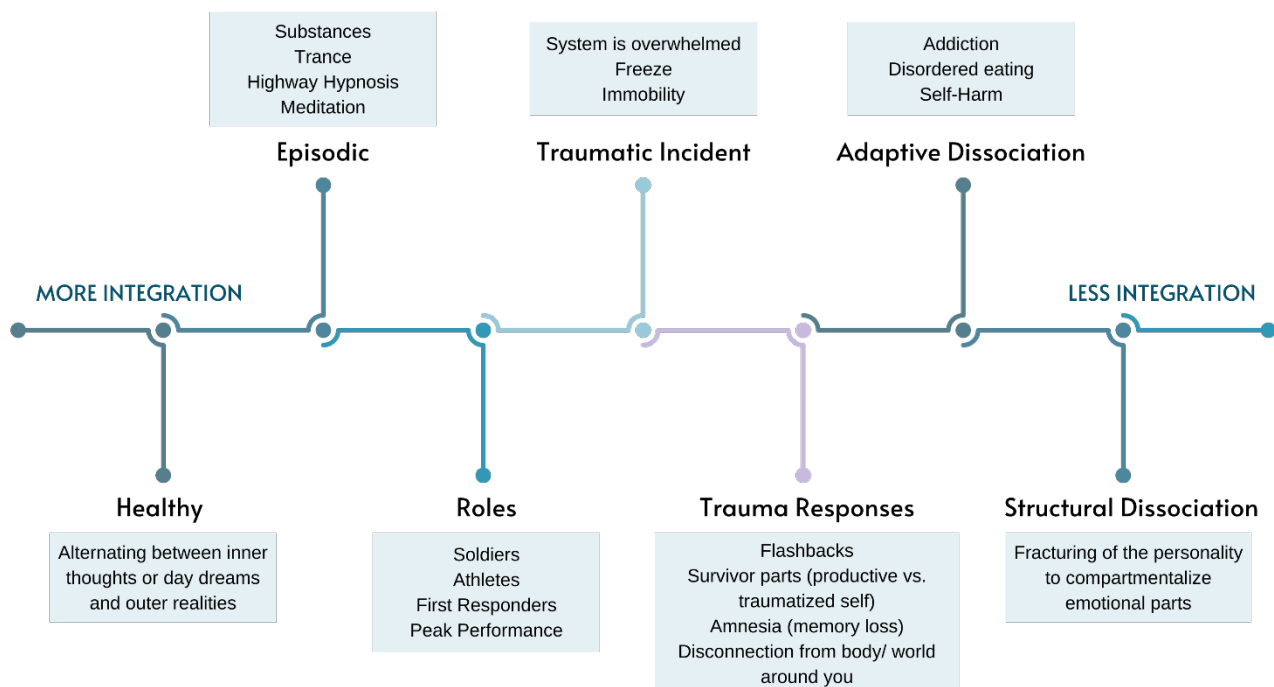 Substances
Trance
Highway Hypnosis
Meditation
Episodic
System is overwhelmed
Freeze
Immobility
Traumatic Incident
Addiction
Disordered eating
Self-Harm
Adaptive Dissociation
MORE INTEGRATION
LESS INTEGRATION
Healthy
Alternating between inner
thoughts or day dreams
and outer realities
Roles
Soldiers
Athletes
First Responders
Peak Performance
Trauma Responses
Flashbacks
Survivor parts (productive vs.
traumatized self)
Amnesia (memory loss)
Disconnection from body/ world
around you
Structural Dissociation
Fracturing of the personality
to compartmentalize
emotional parts